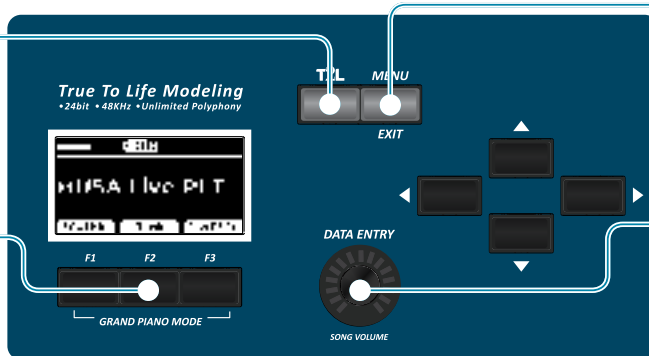 T2L MENU
True To Life Modeling
•24bit •48KHz •Unlimited Polyphony
EXIT
DATA ENTRY
F1 F2 F3
GRAND PIANO MODE
SONG VOLUME